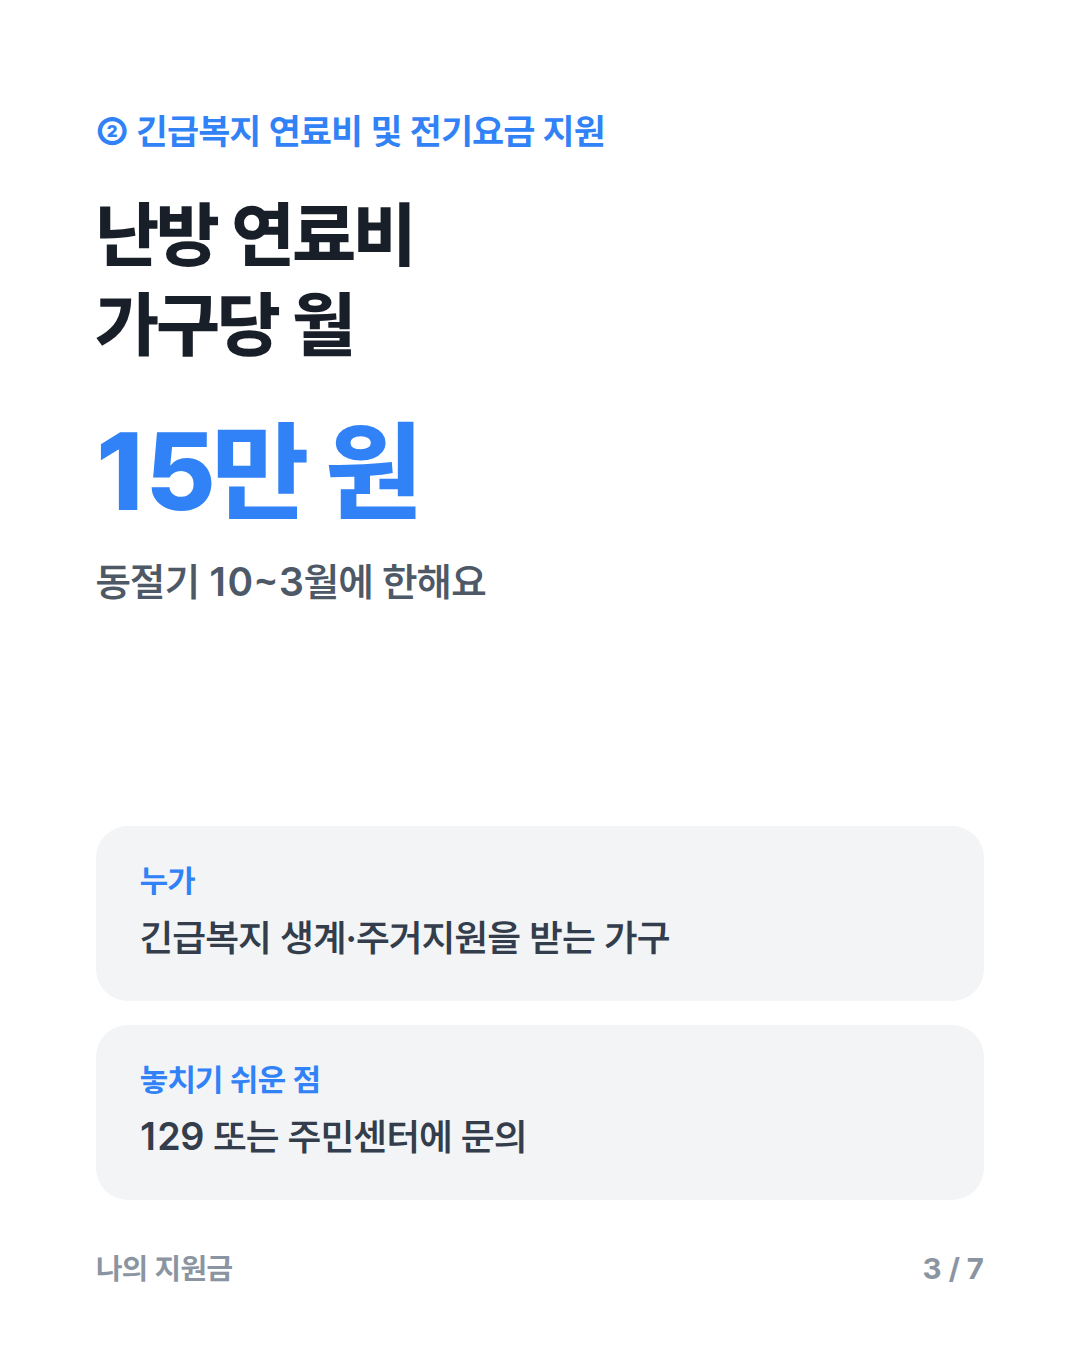 ② 긴급복지 연료비 및 전기요금 지원
난방 연료비
가구당 월
15만 원
동절기 10~3월에 한해요
누가
긴급복지 생계·주거지원을 받는 가구
놓치기 쉬운 점
129 또는 주민센터에 문의
나의 지원금
3 / 7